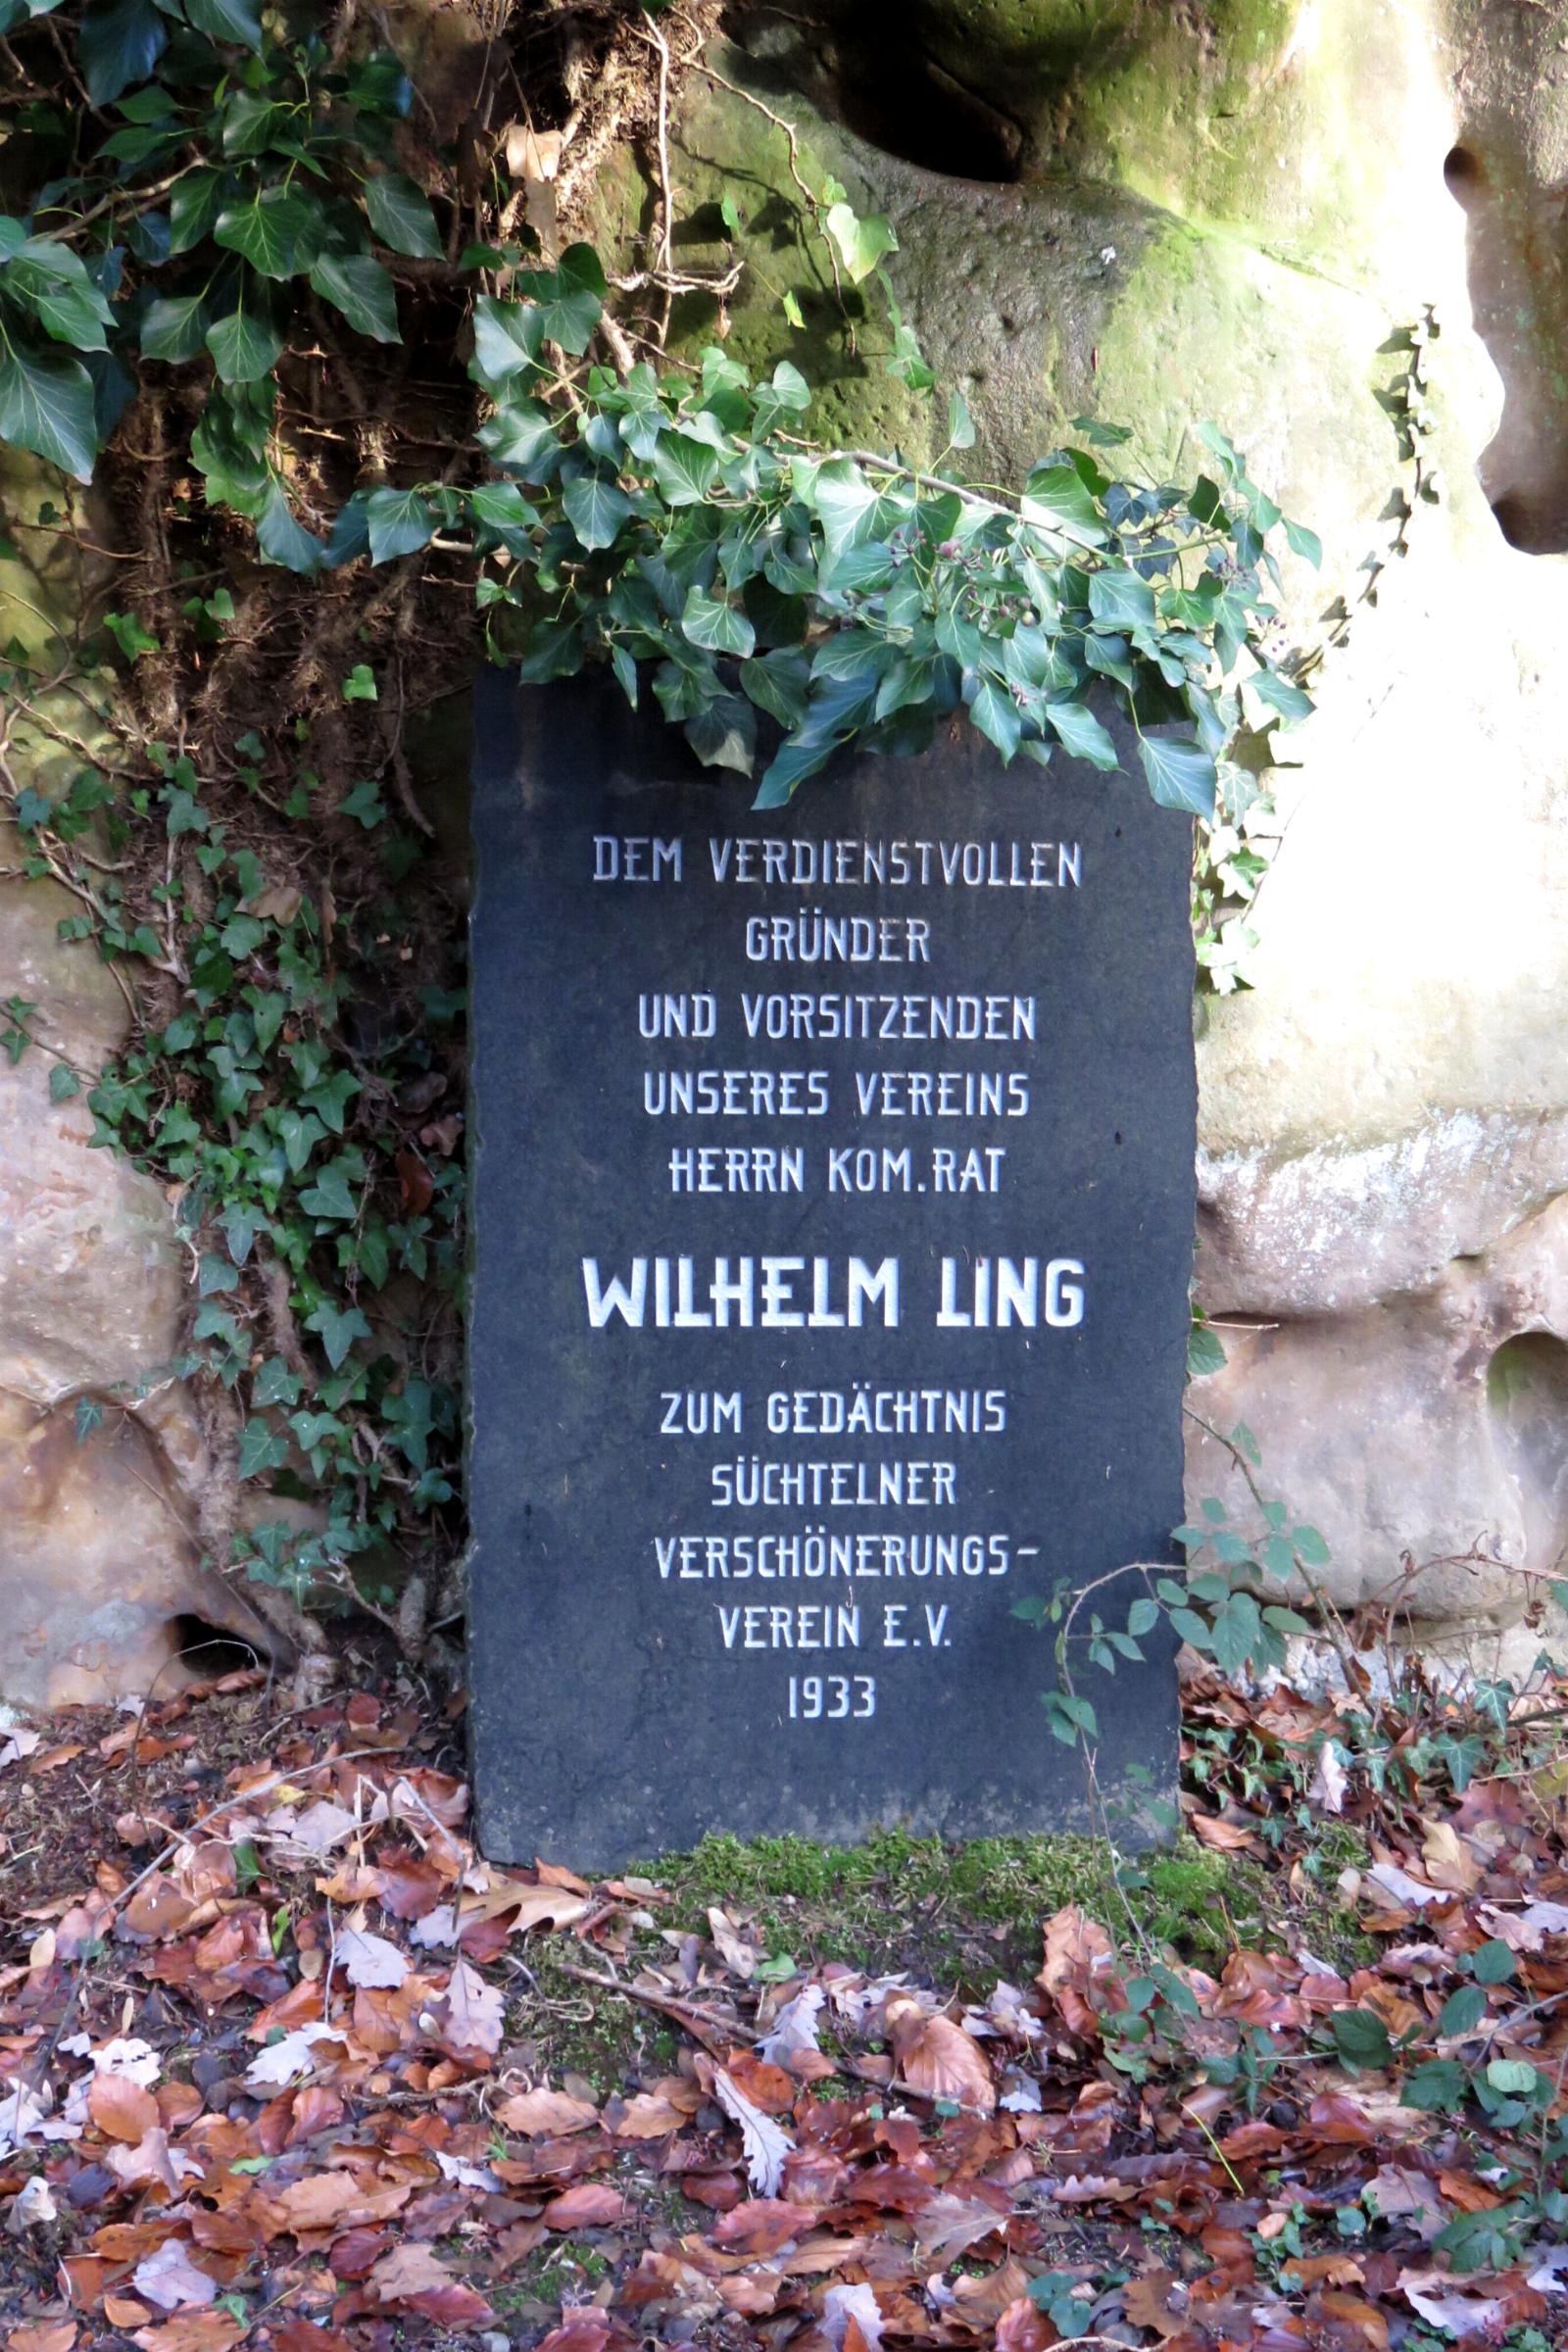 DEM VERDIENSTVOLLEN
GRÜNDER
UND VORSITZENDEN
UNSERES VEREINS
HERRN KOM.RAT
WILHELM LING
ZUM GEDÄCHTNIS
SÜCHTELNER
VERSCHÖNERUNGS-
VEREIN E.V.
1933